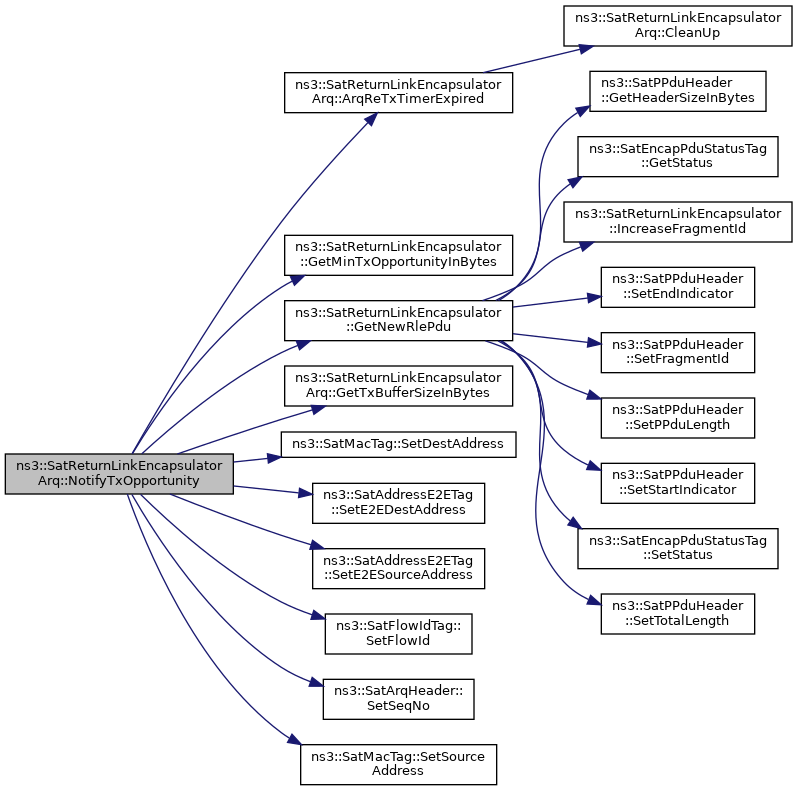 ns3::SatReturnLinkEncapsulator
Arq::NotifyTxOpportunity
ns3::SatReturnLinkEncapsulator
Arq::ArqReTxTimerExpired
ns3::SatReturnLinkEncapsulator
Arq::CleanUp
ns3::SatReturnLinkEncapsulator
::GetMinTxOpportunityInBytes
ns3::SatReturnLinkEncapsulator
::GetNewRlePdu
ns3::SatPPduHeader
::GetHeaderSizeInBytes
ns3::SatEncapPduStatusTag
::GetStatus
ns3::SatReturnLinkEncapsulator
::IncreaseFragmentId
ns3::SatPPduHeader
::SetEndIndicator
ns3::SatPPduHeader
::SetFragmentId
ns3::SatPPduHeader
::SetPPduLength
ns3::SatPPduHeader
::SetStartIndicator
ns3::SatEncapPduStatusTag
::SetStatus
ns3::SatPPduHeader
::SetTotalLength
ns3::SatReturnLinkEncapsulator
Arq::GetTxBufferSizeInBytes
ns3::SatMacTag::SetDestAddress
ns3::SatAddressE2ETag
::SetE2EDestAddress
ns3::SatAddressE2ETag
::SetE2ESourceAddress
ns3::SatFlowIdTag::
SetFlowId
ns3::SatArqHeader::
SetSeqNo
ns3::SatMacTag::SetSource
Address